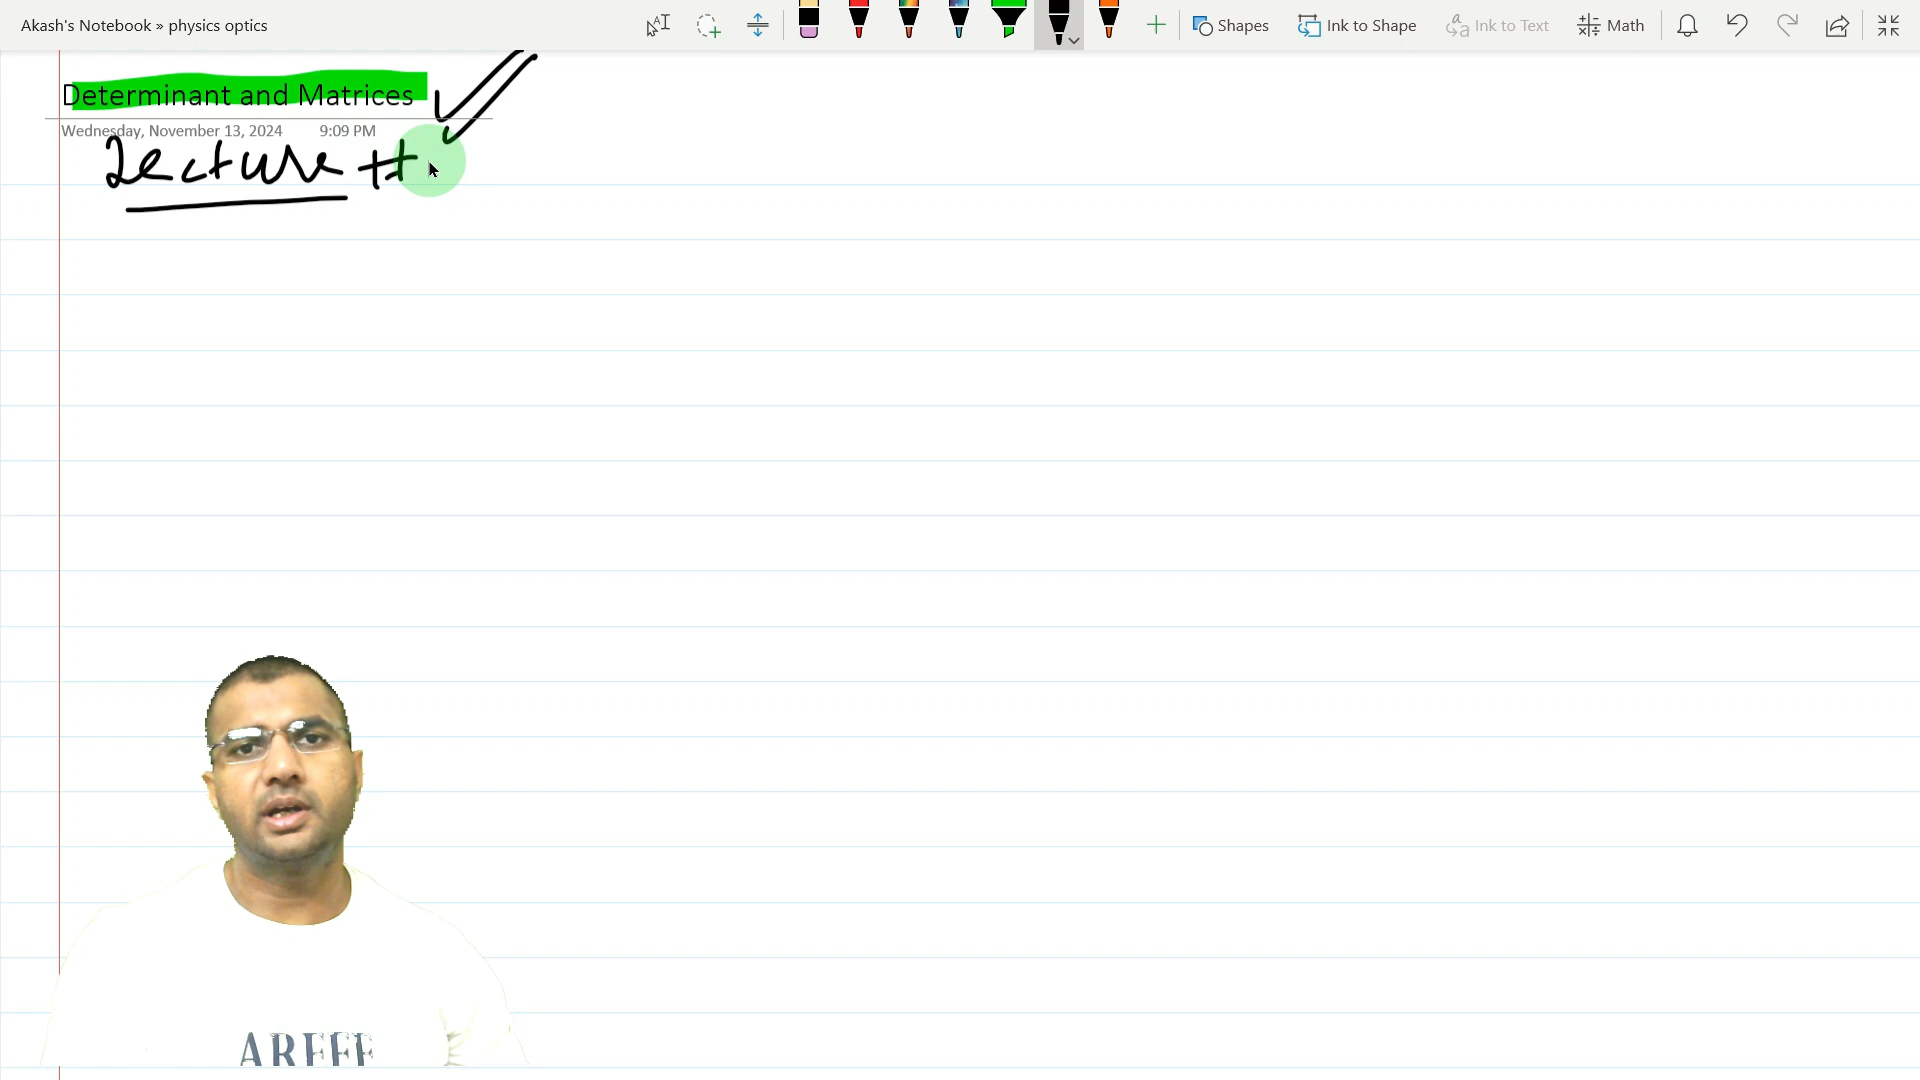 Akash's Notebook » physics optics
Shapes
Ink to Shape
Ink to Text
Math
Determinant and Matrices
Wednesday, November 13, 2024 9:09 PM
Lecture #